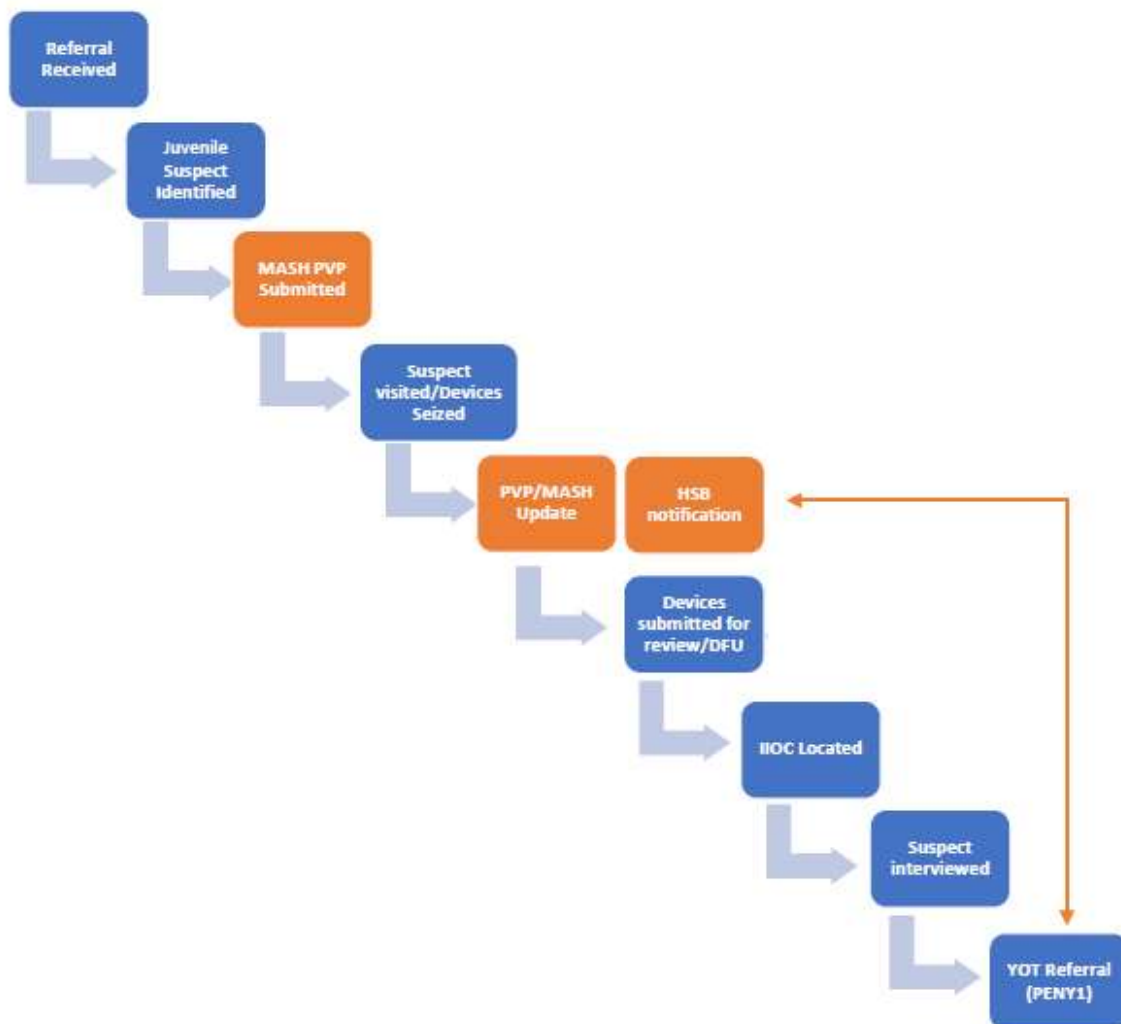 Referral
Received
Juvenile
Suspect
Identified
MASH PVP
Submitted
Suspect
visited/Devices
Seized
PVP/MASH
Update
HSB
notification
Devices
submitted for
review/DFU
IIOC Located
Suspect
interviewed
YOT Referral
(PENY1)